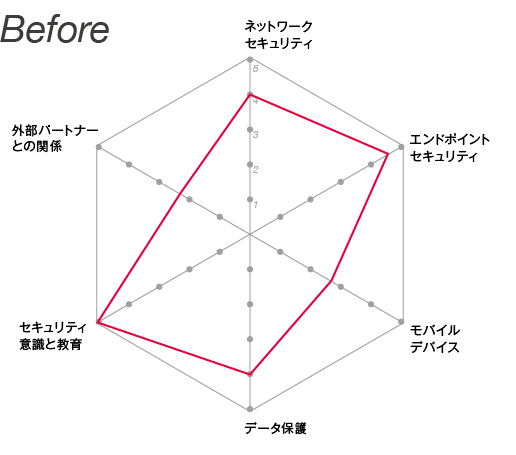 Before
ネットワーク
セキュリティ
5
4
3
2
1
外部パートナー
との関係
エンドポイント
セキュリティ
セキュリティ
意識と教育
モバイル
デバイス
データ保護